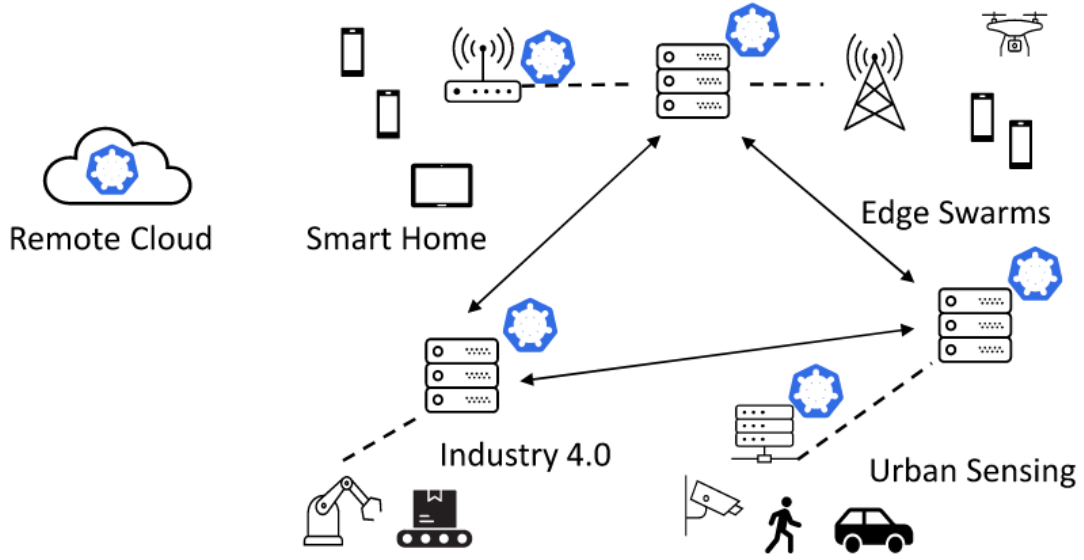 Remote Cloud
Smart Home
Edge Swarms
Industry 4.0
Urban Sensing